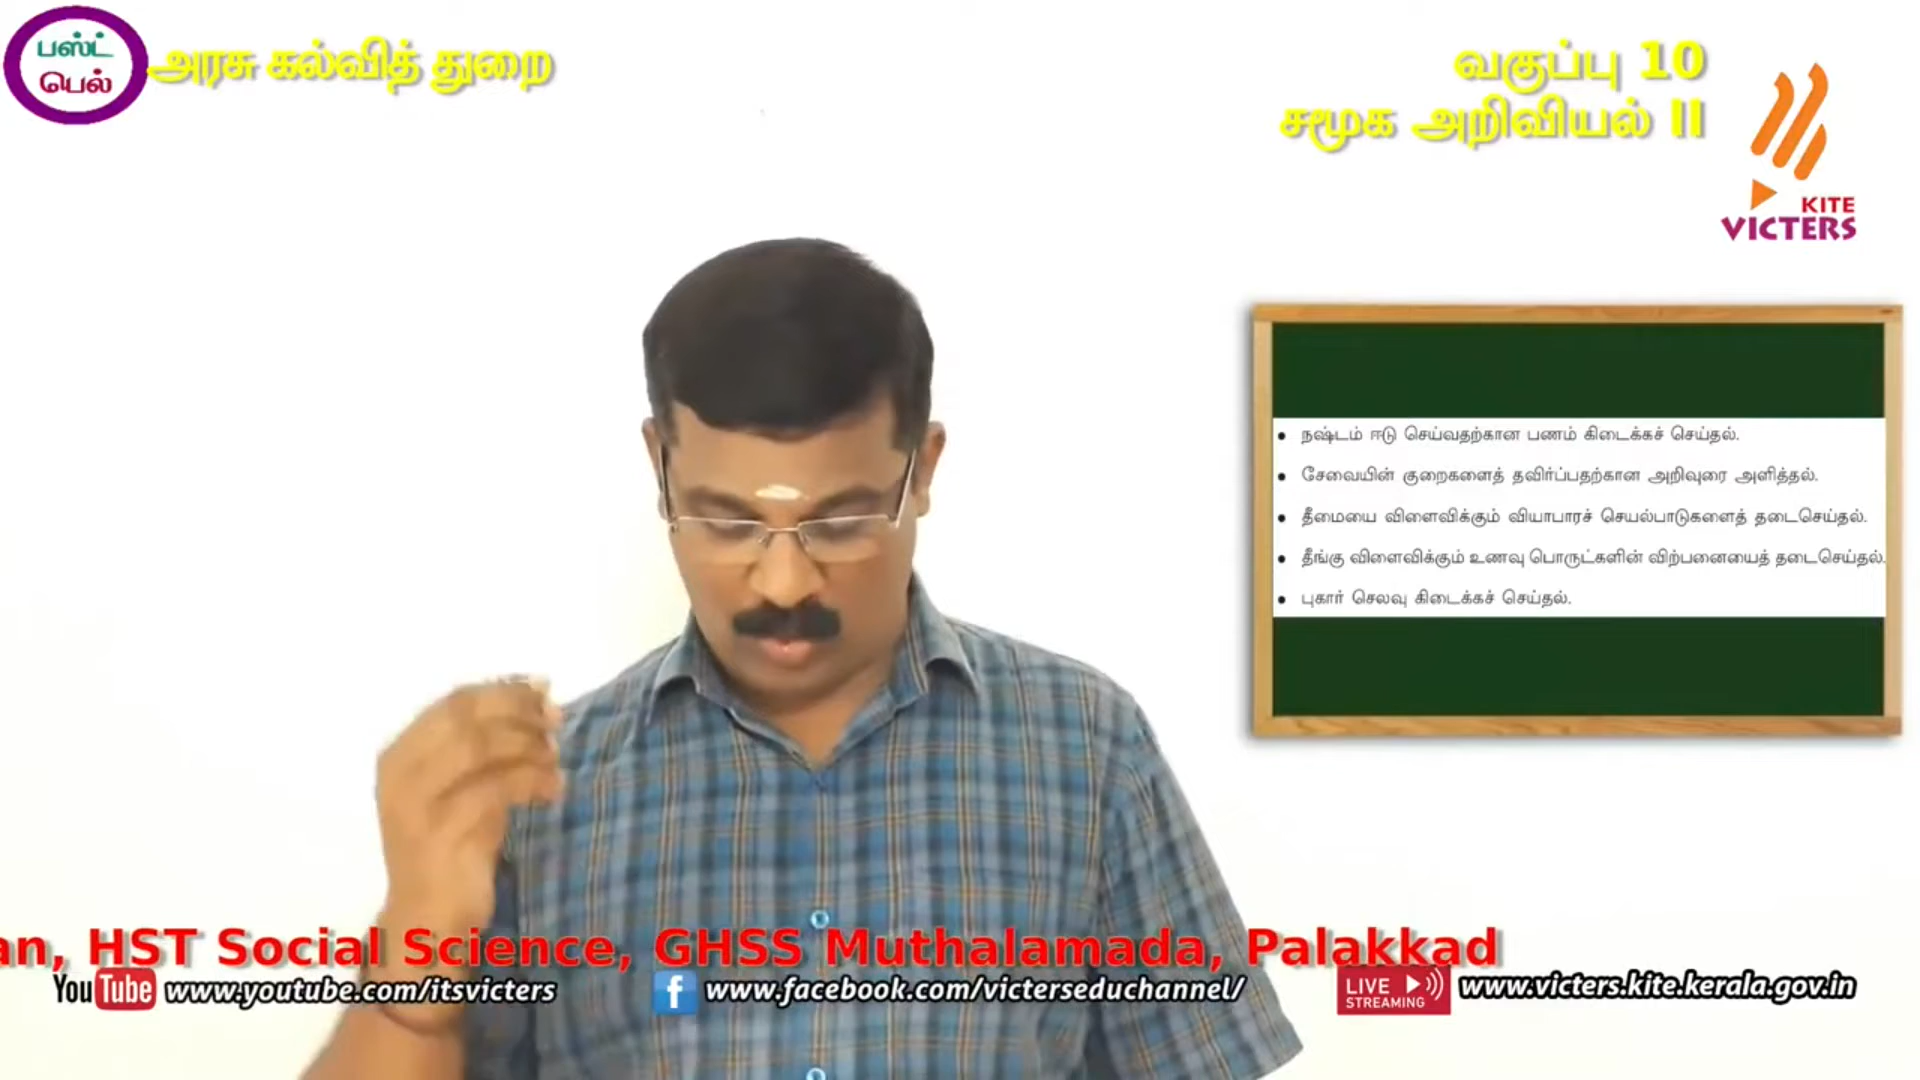 பஸ்ட்
பெல்
அரசு கல்வித் துறை
வகுப்பு 10
சமூக அறிவியல் II
KITE
VICTERS
• நஷ்டம் ஈடு செய்வதற்கான பணம் கிடைக்கச் செய்தல்.
• சேவையின் குறைகளைத் தவிர்ப்பதற்கான அறிவுரை அளித்தல்.
• தீமையை விளைவிக்கும் வியாபாரச் செயல்பாடுகளைத் தடைசெய்தல்.
• தீங்கு விளைவிக்கும் உணவு பொருட்களின் விற்பனையைத் தடைசெய்தல்.
• புகார் செலவு கிடைக்கச் செய்தல்.
an, HST Social Science, GHSS Muthalamada, Palakkad
YouTube www.youtube.com/itsvicters
f www.facebook.com/victerseduchannel/
LIVE STREAMING www.victers.kite.kerala.gov.in